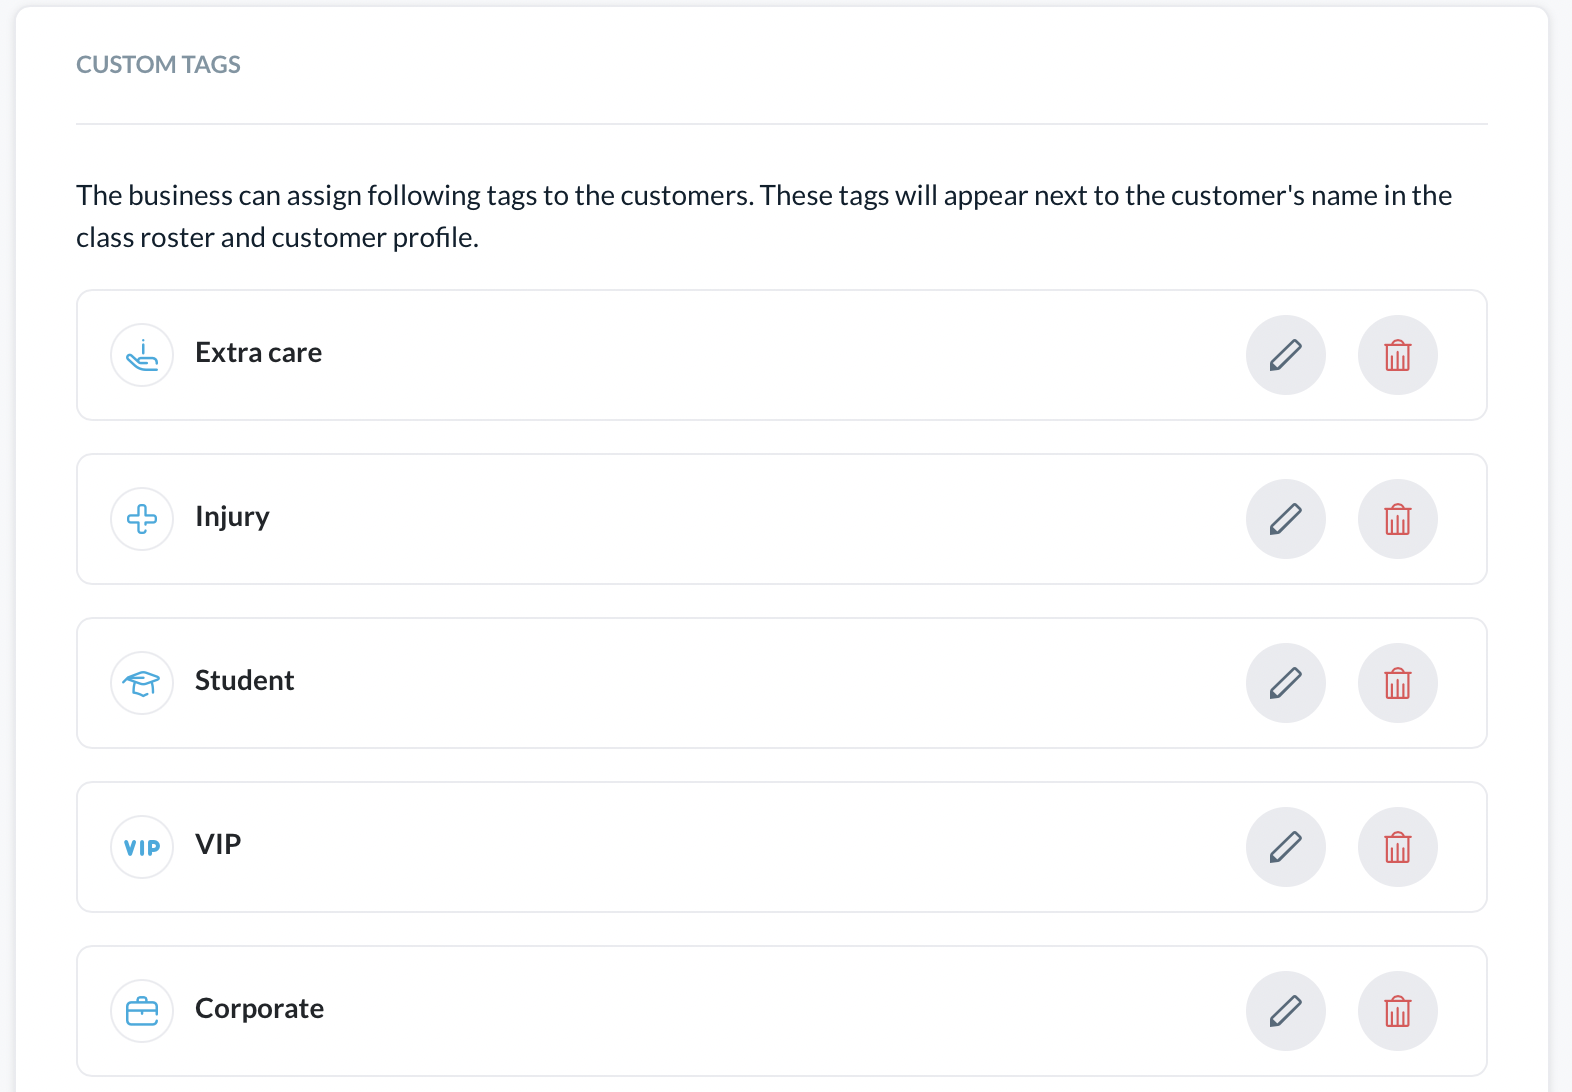 CUSTOM TAGS
The business can assign following tags to the customers. These tags will appear next to the customer's name in the
class roster and customer profile.
Extra care
Injury
Student
VIP VIP
Corporate